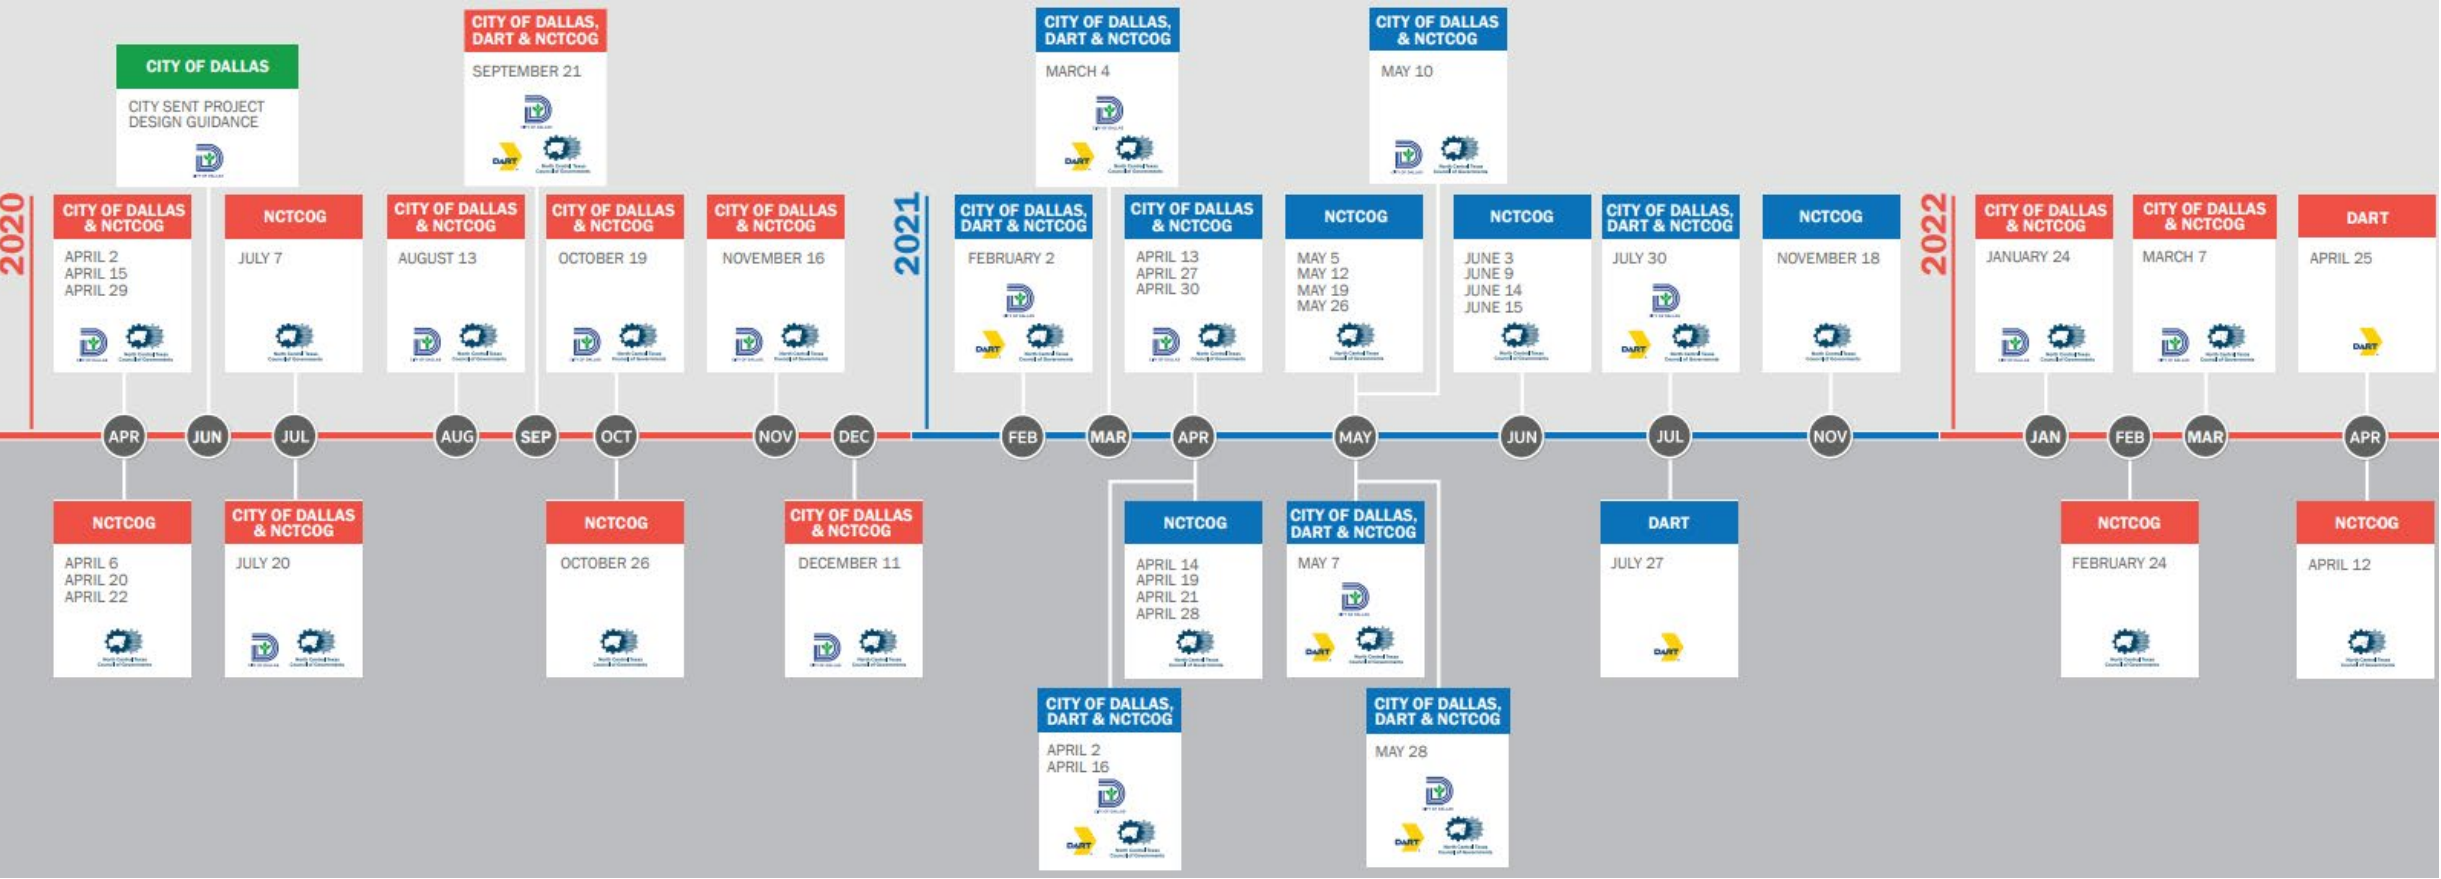 CITY OF DALLAS
CITY SENT PROJECT
DESIGN GUIDANCE
CITY OF DALLAS,
DART & NCTCOG
SEPTEMBER 21
DART
CITY OF DALLAS,
DART & NCTCOG
MARCH 4
DART
CITY OF DALLAS
& NCTCOG
MAY 10
2020
CITY OF DALLAS
& NCTCOG
APRIL 2
APRIL 15
APRIL 29
NCTCOG
JULY 7
CITY OF DALLAS
& NCTCOG
AUGUST 13
CITY OF DALLAS
& NCTCOG
OCTOBER 19
CITY OF DALLAS
& NCTCOG
NOVEMBER 16
2021
CITY OF DALLAS,
DART & NCTCOG
FEBRUARY 2
DART
CITY OF DALLAS
& NCTCOG
APRIL 13
APRIL 27
APRIL 30
NCTCOG
MAY 5
MAY 12
MAY 19
MAY 26
NCTCOG
JUNE 3
JUNE 9
JUNE 14
JUNE 15
CITY OF DALLAS,
DART & NCTCOG
JULY 30
DART
NCTCOG
NOVEMBER 18
2022
CITY OF DALLAS
& NCTCOG
JANUARY 24
CITY OF DALLAS
& NCTCOG
MARCH 7
DART
APRIL 25
DART
APR
JUN
JUL
AUG
SEP
OCT
NOV
DEC
FEB
MAR
APR
MAY
JUN
JUL
NOV
JAN
FEB
MAR
APR
NCTCOG
APRIL 6
APRIL 20
APRIL 22
CITY OF DALLAS
& NCTCOG
JULY 20
NCTCOG
OCTOBER 26
CITY OF DALLAS
& NCTCOG
DECEMBER 11
NCTCOG
APRIL 14
APRIL 19
APRIL 21
APRIL 28
CITY OF DALLAS,
DART & NCTCOG
MAY 7
DART
DART
JULY 27
DART
NCTCOG
FEBRUARY 24
NCTCOG
APRIL 12
CITY OF DALLAS,
DART & NCTCOG
APRIL 2
APRIL 16
DART
CITY OF DALLAS,
DART & NCTCOG
MAY 28
DART